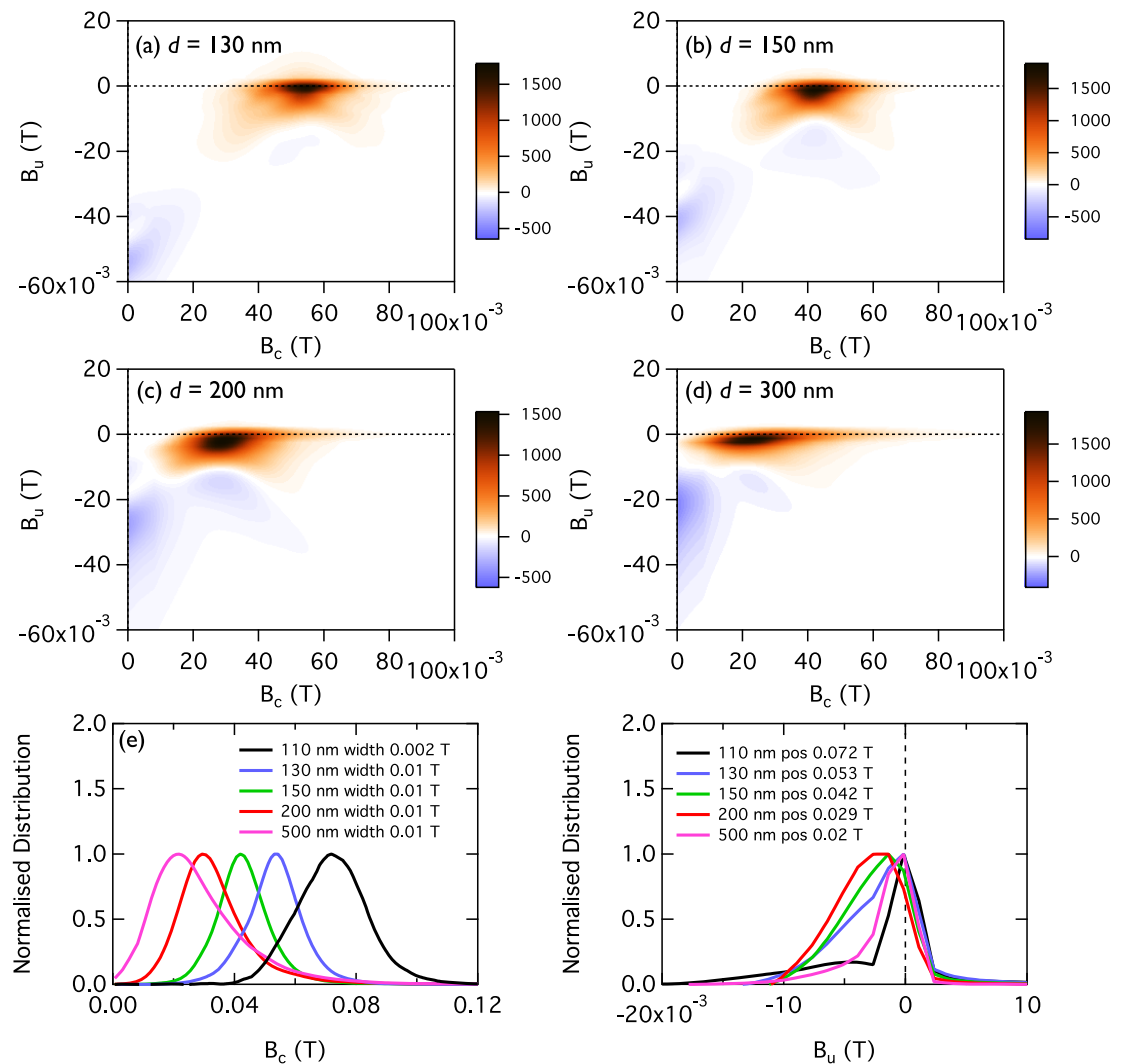 (a) d = 130 nm
20
0
-20
-40
-60x10⁻³
B_u (T)
0 20 40 60 80 100x10⁻³
B_c (T)
1500
1000
500
0
-500
(b) d = 150 nm
20
0
-20
-40
-60x10⁻³
B_u (T)
0 20 40 60 80 100x10⁻³
B_c (T)
1500
1000
500
0
-500
(c) d = 200 nm
20
0
-20
-40
-60x10⁻³
B_u (T)
0 20 40 60 80 100x10⁻³
B_c (T)
1500
1000
500
0
-500
(d) d = 300 nm
20
0
-20
-40
-60x10⁻³
B_u (T)
0 20 40 60 80 100x10⁻³
B_c (T)
1500
1000
500
0
(e)
110 nm width 0.002 T
130 nm width 0.01 T
150 nm width 0.01 T
200 nm width 0.01 T
500 nm width 0.01 T
2.0
1.5
1.0
0.5
0.0
Normalised Distribution
0.00 0.02 0.04 0.06 0.08 0.10 0.12
B_c (T)
110 nm pos 0.072 T
130 nm pos 0.053 T
150 nm pos 0.042 T
200 nm pos 0.029 T
500 nm pos 0.02 T
2.0
1.5
1.0
0.5
0.0
Normalised Distribution
-20x10⁻³ -10 0 10
B_u (T)